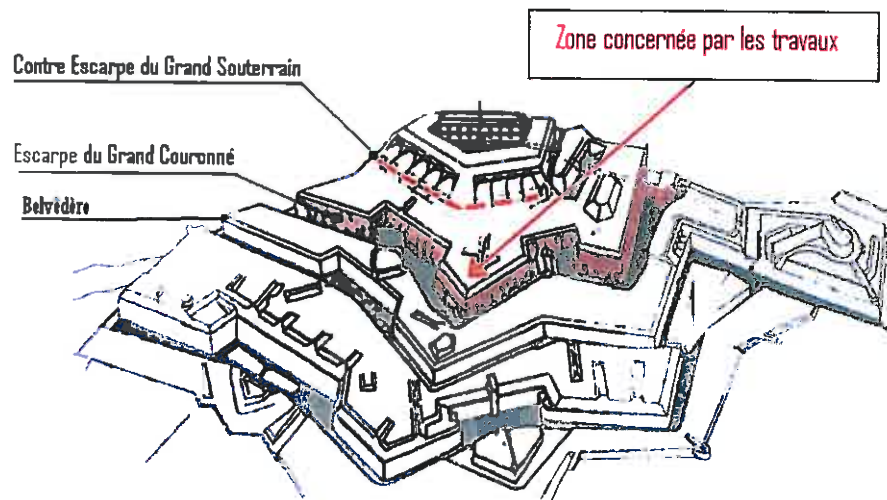 Zone concernée par les travaux
Contre Escarpe du Grand Souterrain
Escarpe du Grand Couronné
Belvédère